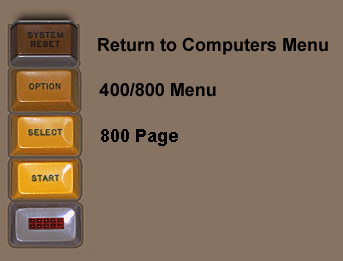 SYSTEM
RESET
Return to Computers Menu
OPTION
400/800 Menu
SELECT
800 Page
START